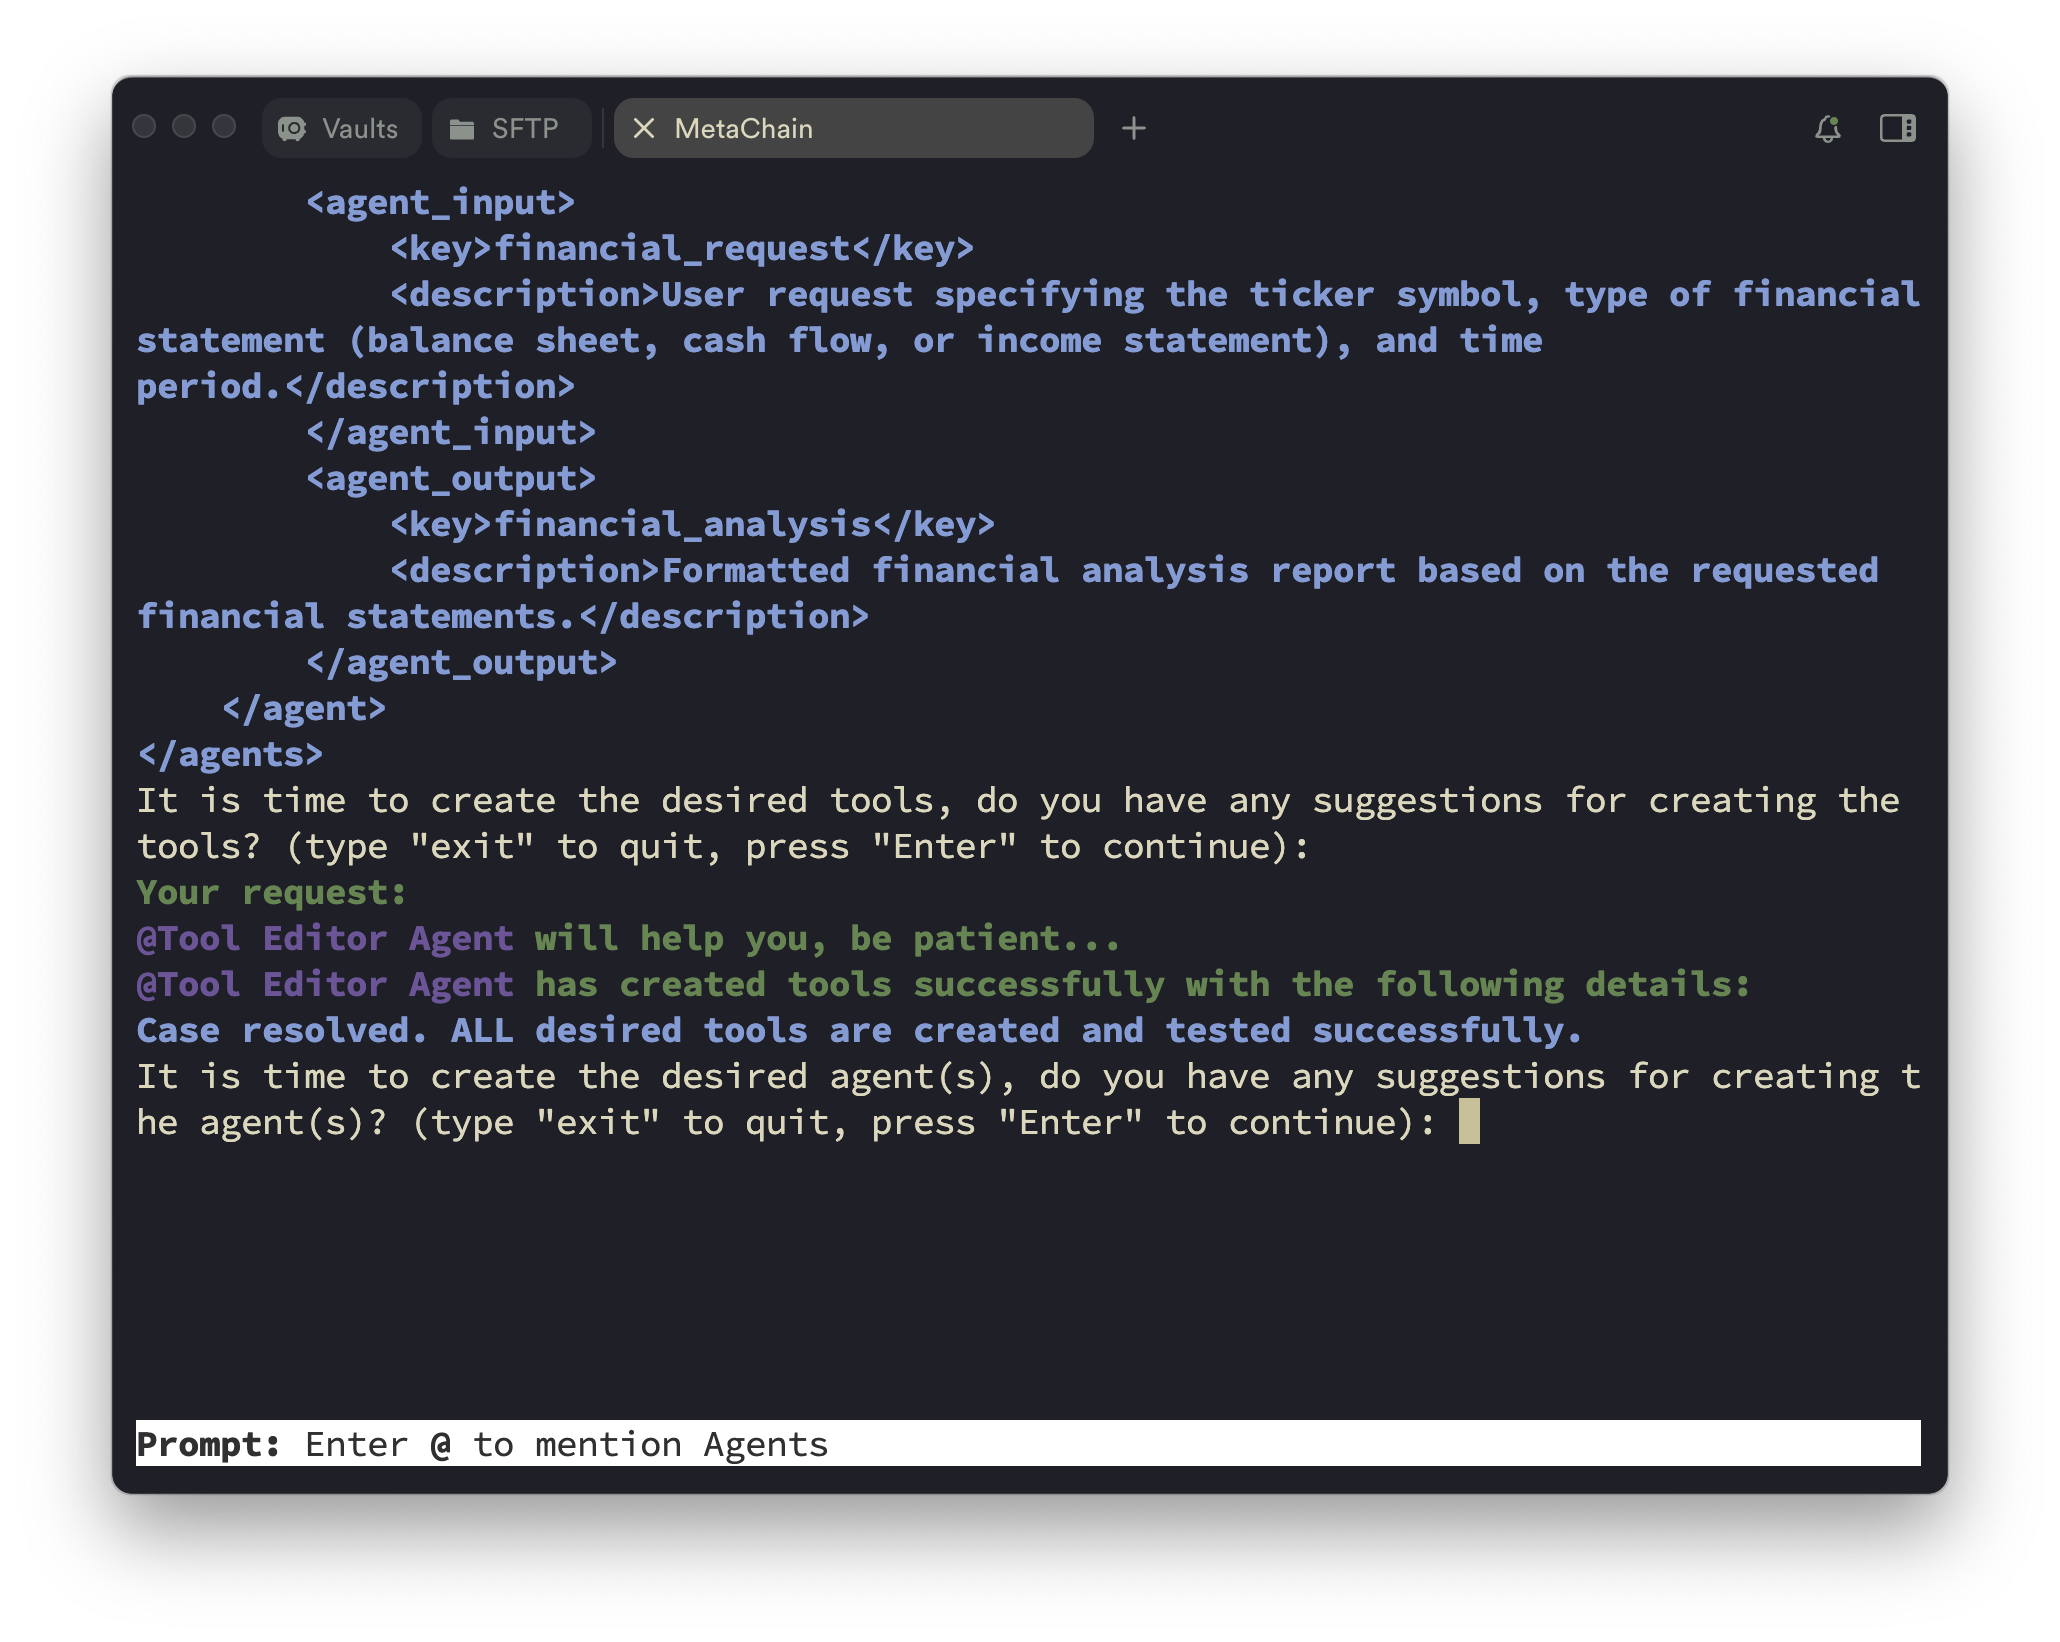 Vaults SFTP MetaChain
<agent_input>
<key>financial_request</key>
<description>User request specifying the ticker symbol, type of financial
statement (balance sheet, cash flow, or income statement), and time
period.</description>
</agent_input>
<agent_output>
<key>financial_analysis</key>
<description>Formatted financial analysis report based on the requested
financial statements.</description>
</agent_output>
</agent>
</agents>
It is time to create the desired tools, do you have any suggestions for creating the
tools? (type "exit" to quit, press "Enter" to continue):
Your request:
@Tool Editor Agent will help you, be patient...
@Tool Editor Agent has created tools successfully with the following details:
Case resolved. ALL desired tools are created and tested successfully.
It is time to create the desired agent(s), do you have any suggestions for creating t
he agent(s)? (type "exit" to quit, press "Enter" to continue):
Prompt: Enter @ to mention Agents